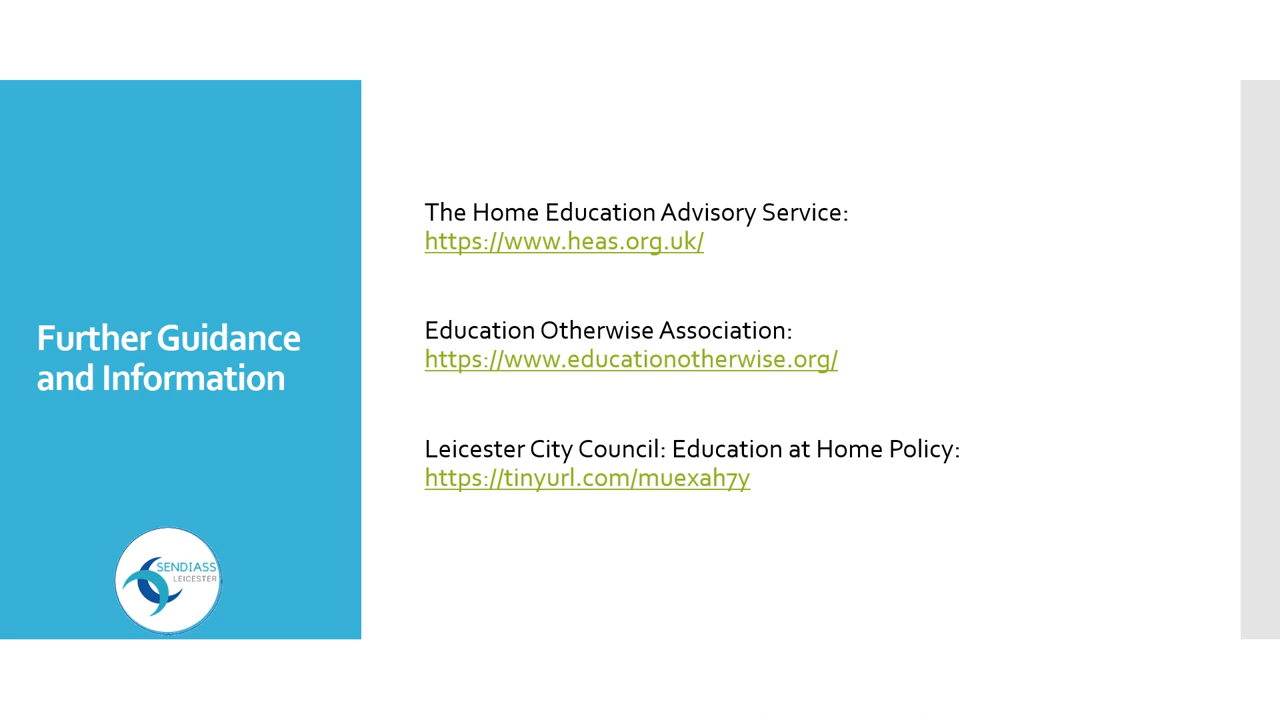 Further Guidance
and Information
SENDIASS
LEICESTER
The Home Education Advisory Service:
https://www.heas.org.uk/
Education Otherwise Association:
https://www.educationotherwise.org/
Leicester City Council: Education at Home Policy:
https://tinyurl.com/muexah7y